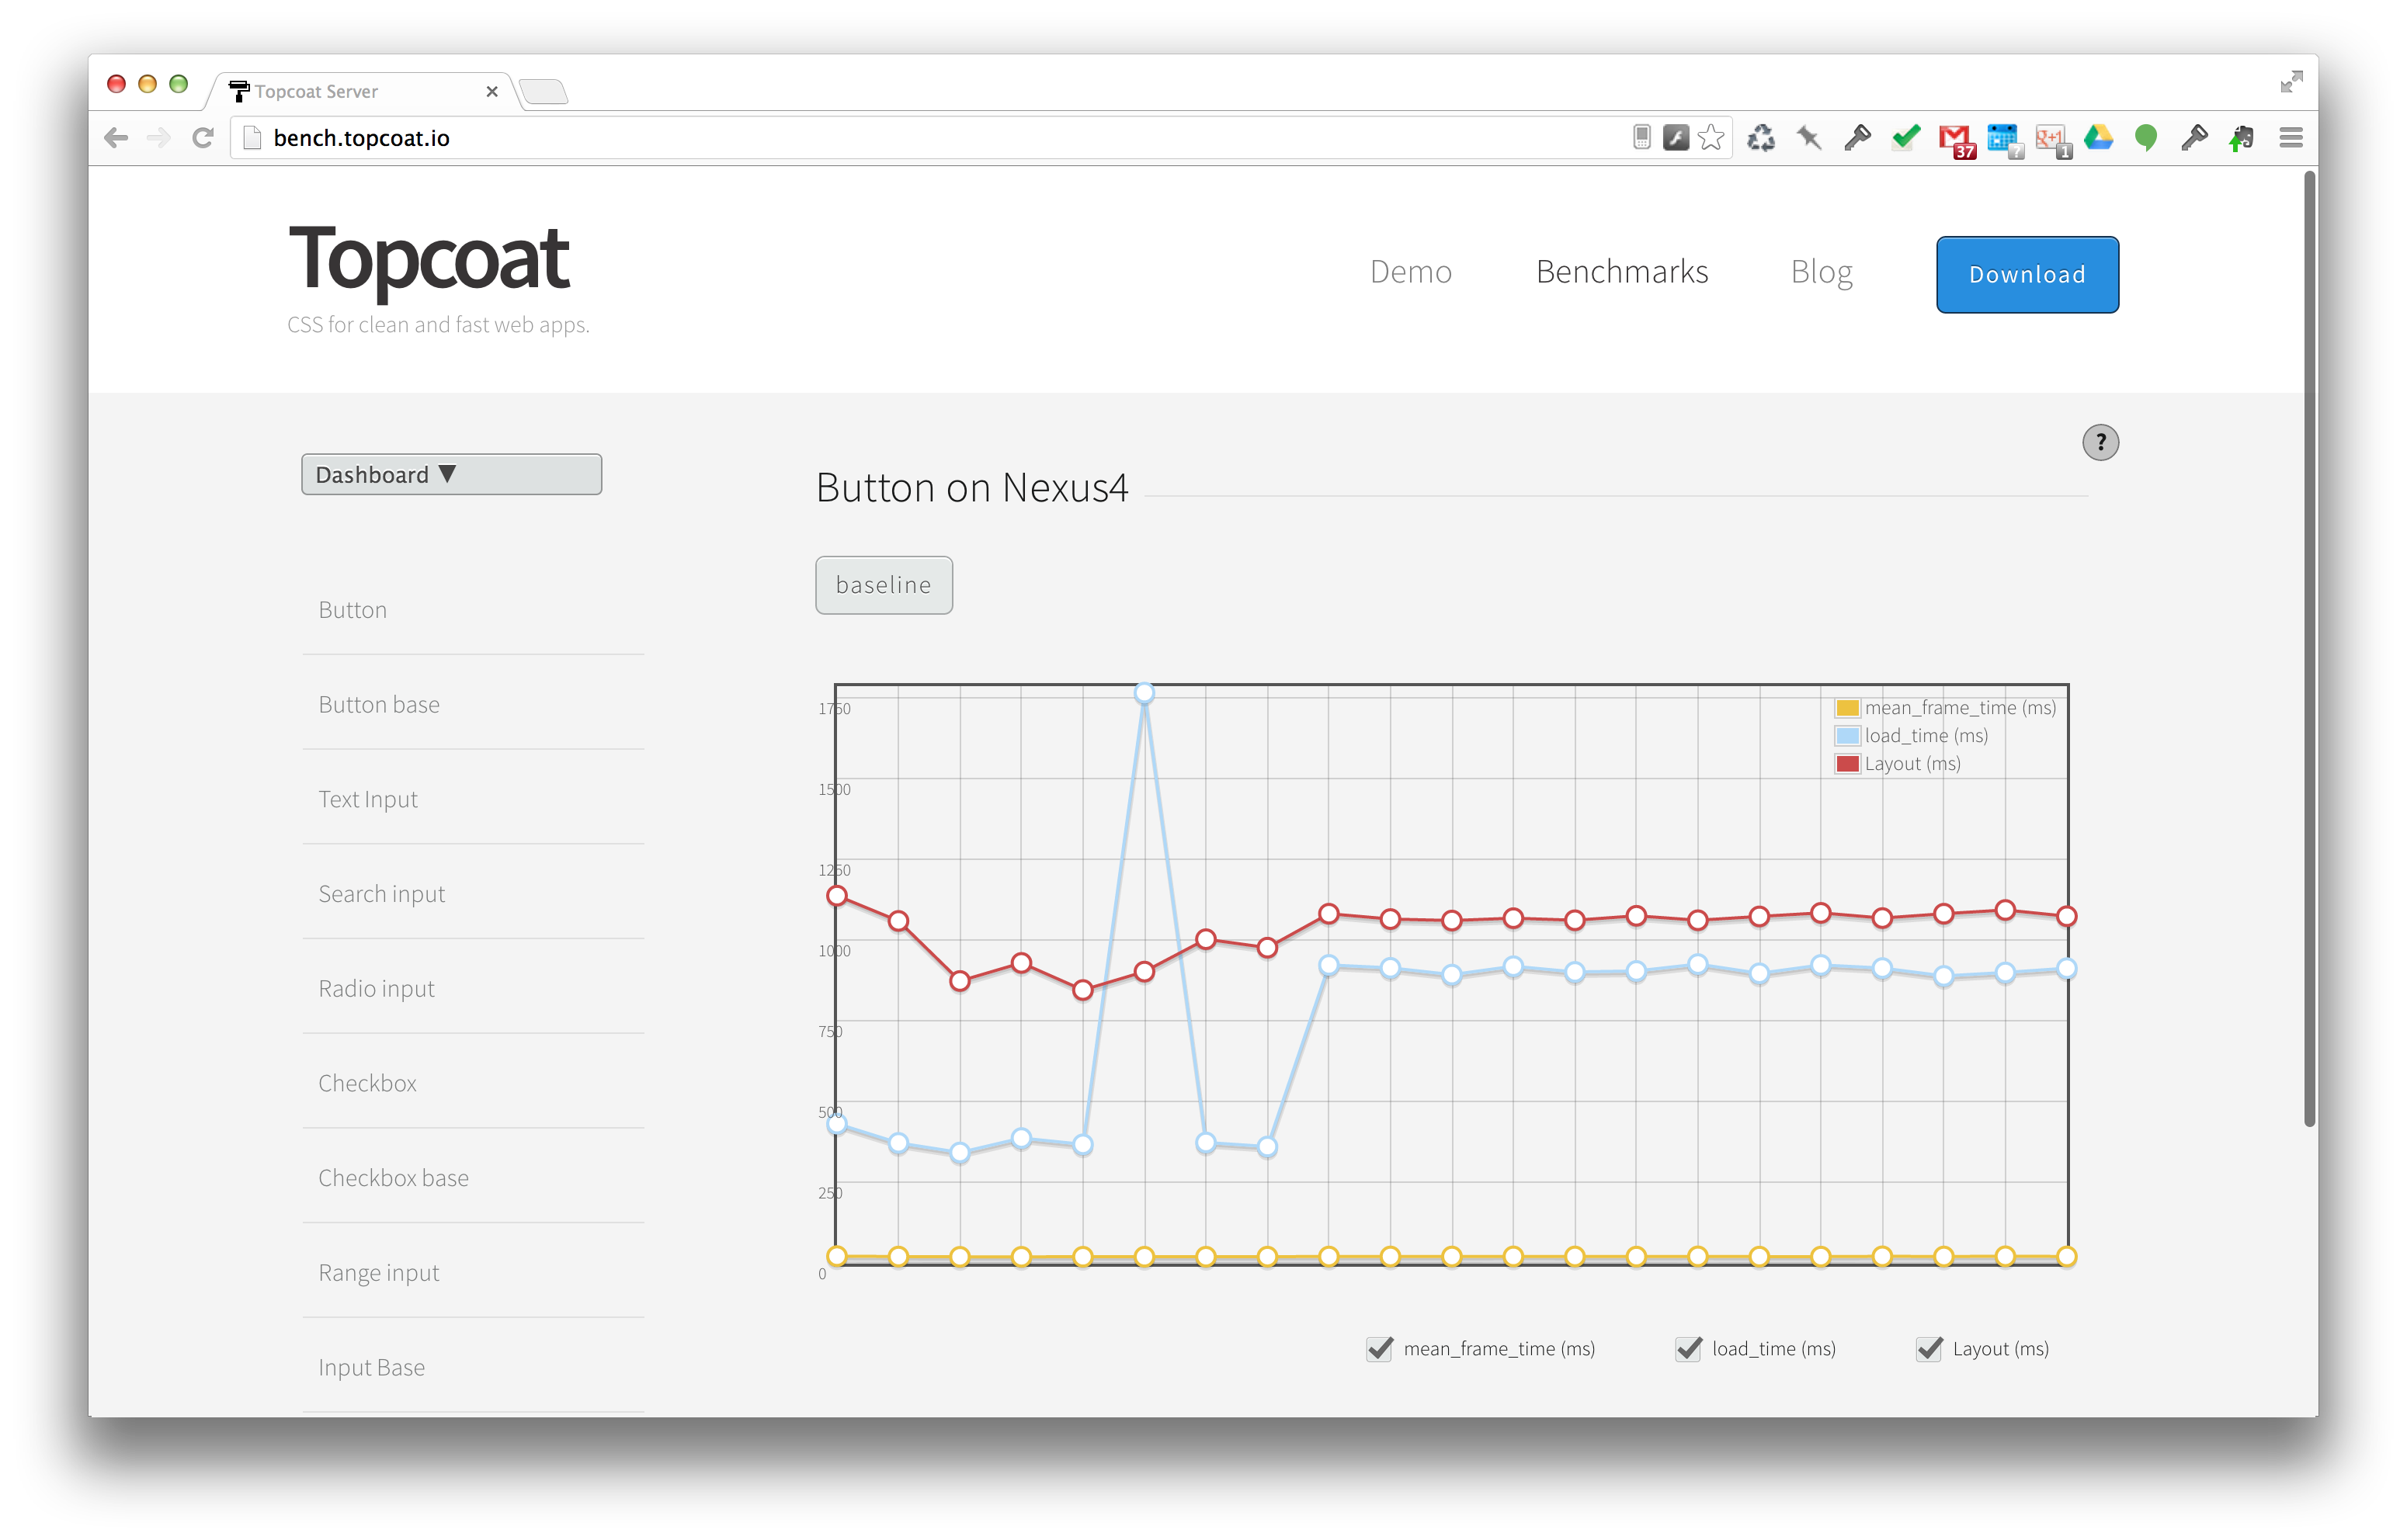 Topcoat Server
bench.topcoat.io
37
?
g+1
1
Topcoat
CSS for clean and fast web apps.
Demo
Benchmarks
Blog
Download
?
Dashboard ▼
Button on Nexus4
baseline
Button
Button base
Text Input
Search input
Radio input
Checkbox
Checkbox base
Range input
Input Base
1750
1500
1250
1000
750
500
250
0
mean_frame_time (ms)
load_time (ms)
Layout (ms)
mean_frame_time (ms)
load_time (ms)
Layout (ms)